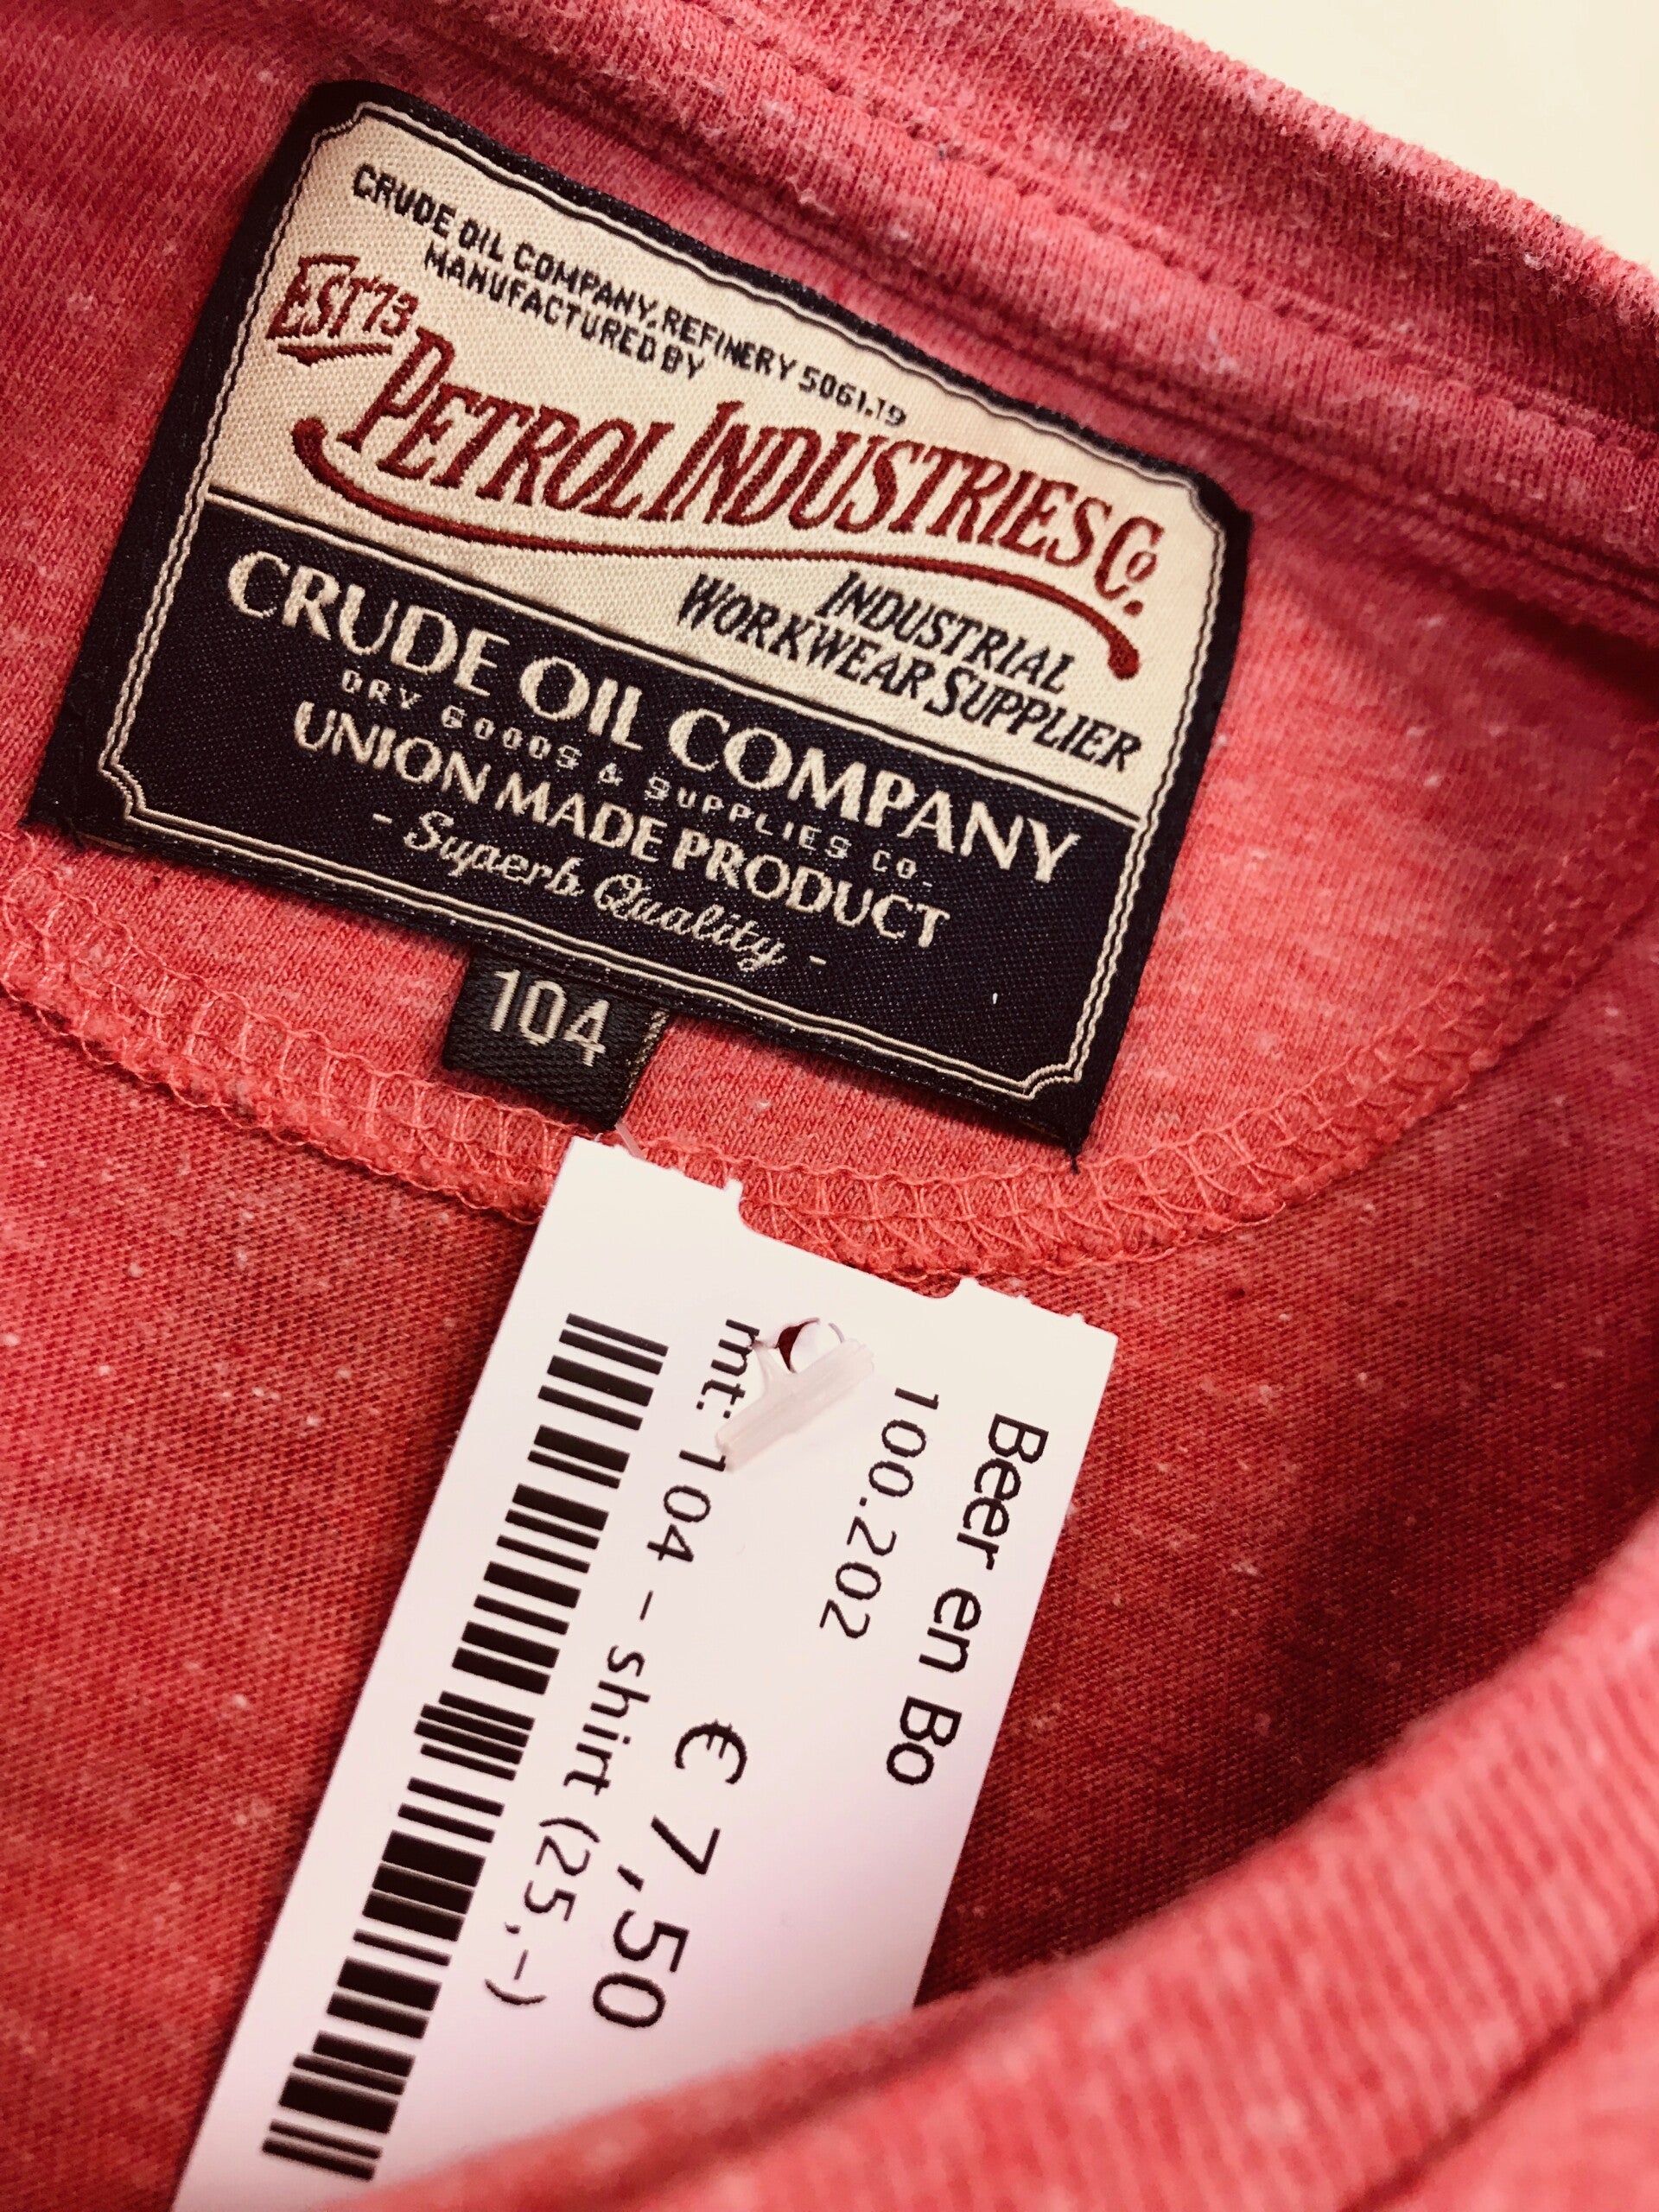 CRUDE OIL COMPANY, REFINERY 5061.19
MANUFACTURED BY
EST'73
PETROL INDUSTRIES Co.
INDUSTRIAL
WORKWEAR SUPPLIER
CRUDE OIL COMPANY
DRY GOODS & SUPPLIES CO.
UNION MADE PRODUCT
- Superb Quality -
104
Beer en Bo
100.202
€ 7,50
mt: 104 - shirt (25,-)